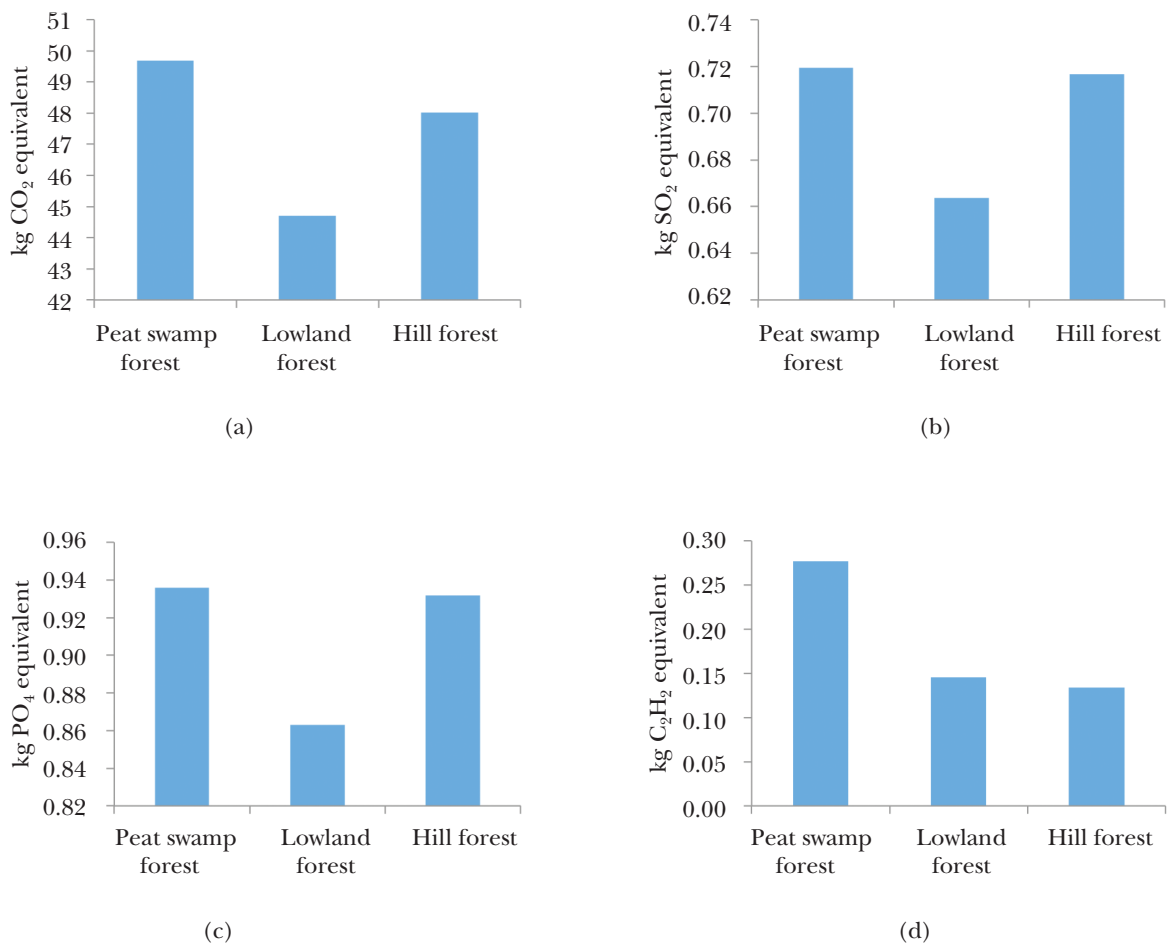 kg CO₂ equivalent
51
50
49
48
47
46
45
44
43
42
Peat swamp
forest
Lowland
forest
Hill forest
(a)
kg SO₂ equivalent
0.74
0.72
0.70
0.68
0.66
0.64
0.62
Peat swamp
forest
Lowland
forest
Hill forest
(b)
kg PO₄ equivalent
0.96
0.94
0.92
0.90
0.88
0.86
0.84
0.82
Peat swamp
forest
Lowland
forest
Hill forest
(c)
kg C₂H₂ equivalent
0.30
0.25
0.20
0.15
0.10
0.05
0.00
Peat swamp
forest
Lowland
forest
Hill forest
(d)